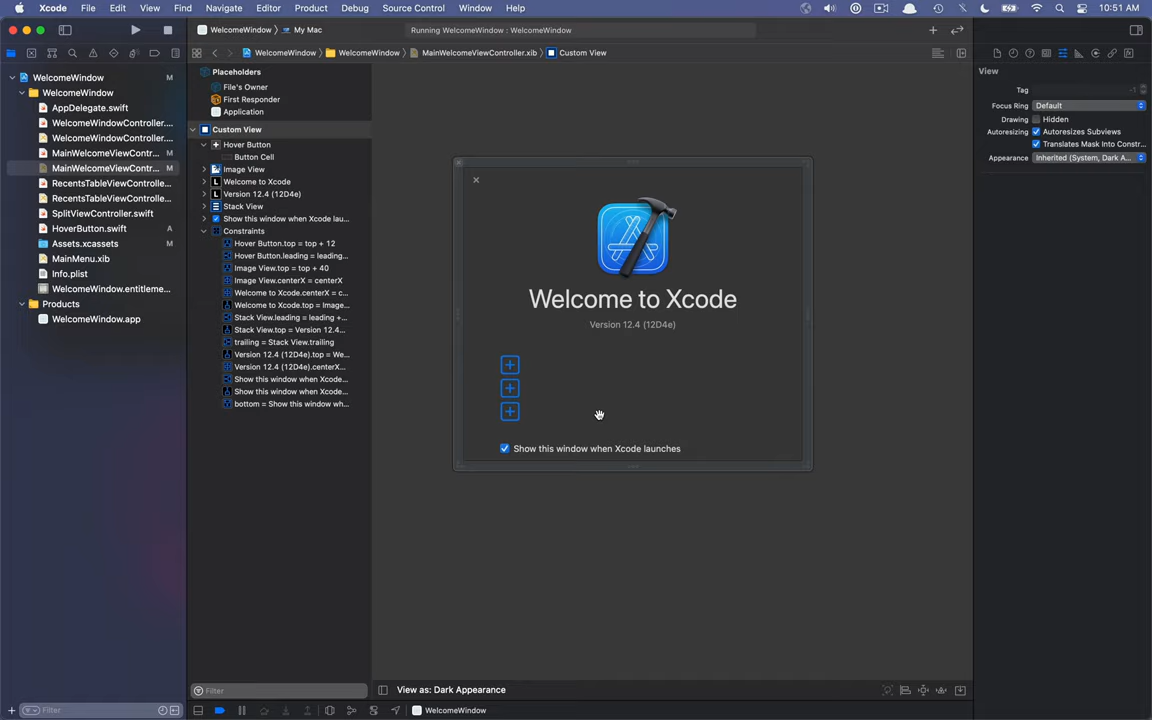 Xcode File Edit View Find Navigate Editor Product Debug Source Control Window Help 10:51 AM
WelcomeWindow My Mac Running WelcomeWindow : WelcomeWindow
WelcomeWindow WelcomeWindow MainWelcomeViewController.xib Custom View
WelcomeWindow M
WelcomeWindow
AppDelegate.swift
WelcomeWindowController....
WelcomeWindowController....
MainWelcomeViewContr... M
MainWelcomeViewContr... M
RecentsTableViewControlle...
RecentsTableViewControlle...
SplitViewController.swift
HoverButton.swift A
Assets.xcassets M
MainMenu.xib
Info.plist
WelcomeWindow.entitleme...
Products
WelcomeWindow.app
Filter
Placeholders
File's Owner
First Responder
Application
Custom View
Hover Button
Button Cell
Image View
L Welcome to Xcode
L Version 12.4 (12D4e)
Stack View
Show this window when Xcode lau...
Constraints
Hover Button.top = top + 12
Hover Button.leading = leading...
Image View.top = top + 40
Image View.centerX = centerX
Welcome to Xcode.centerX = c...
Welcome to Xcode.top = Image...
Stack View.leading = leading +...
Stack View.top = Version 12.4...
trailing = Stack View.trailing
Version 12.4 (12D4e).top = We...
Version 12.4 (12D4e).centerX...
Show this window when Xcode...
Show this window when Xcode...
bottom = Show this window wh...
Filter
Welcome to Xcode
Version 12.4 (12D4e)
Show this window when Xcode launches
View as: Dark Appearance
WelcomeWindow
View
Tag -1
Focus Ring Default
Drawing Hidden
Autoresizing Autoresizes Subviews
Translates Mask Into Constr...
Appearance Inherited (System, Dark A...